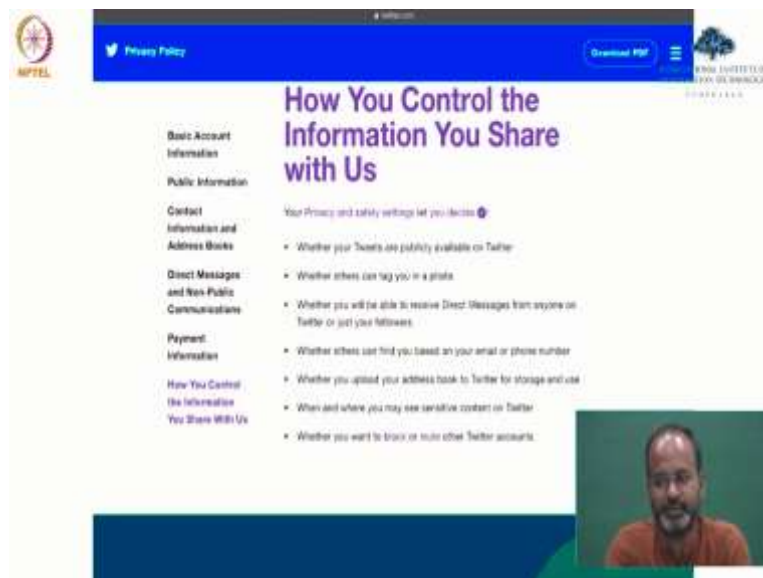 twitter.com
NPTEL
Privacy Policy
Download PDF
How You Control the
Information You Share
with Us
Basic Account
Information
Public Information
Contact
Information and
Address Books
Direct Messages
and Non-Public
Communications
Payment
Information
How You Control
the Information
You Share With Us
Your Privacy and safety settings let you decide
• Whether your Tweets are publicly available on Twitter
• Whether others can tag you in a photo
• Whether you will be able to receive Direct Messages from anyone on
Twitter or just your followers
• Whether others can find you based on your email or phone number
• Whether you upload your address book to Twitter for storage and use
• When and where you may see sensitive content on Twitter
• Whether you want to block or mute other Twitter accounts